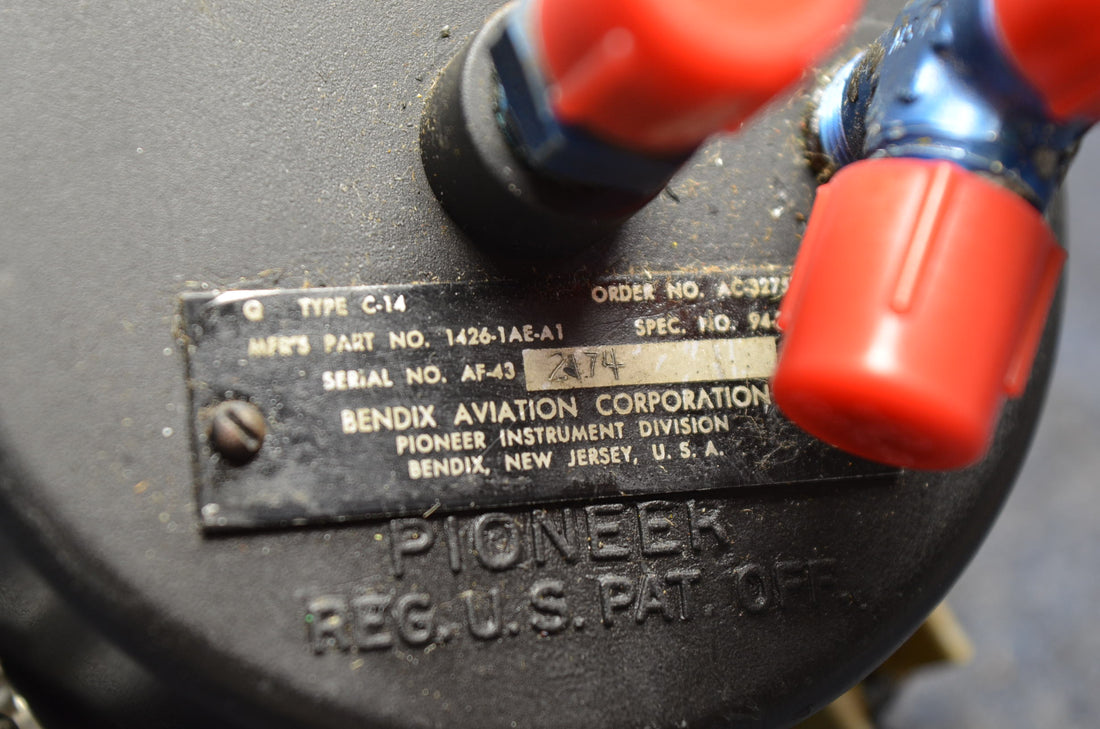 G TYPE C-14 ORDER NO. AC-3275
MFR'S PART NO. 1426-1AE-A1 SPEC. NO. 94-
SERIAL NO. AF-43 2174
BENDIX AVIATION CORPORATION
PIONEER INSTRUMENT DIVISION
BENDIX, NEW JERSEY, U. S. A.
PIONEER
REG. U.S. PAT. OFF